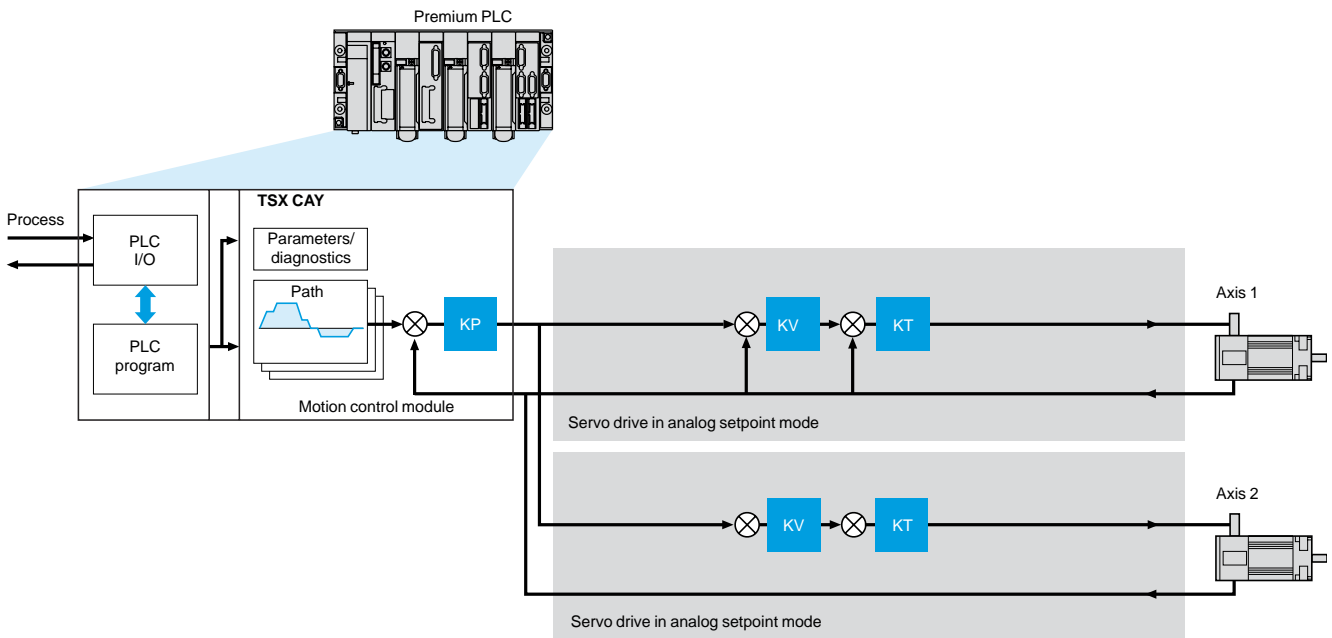 Premium PLC
TSX CAY
Process
PLC
I/O
Parameters/
diagnostics
Path
PLC
program
KP
Motion control module
KV
KT
Axis 1
Servo drive in analog setpoint mode
KV
KT
Axis 2
Servo drive in analog setpoint mode